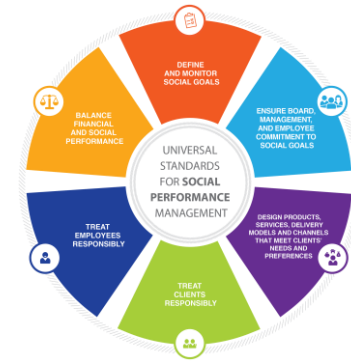 DEFINE
AND MONITOR
SOCIAL GOALS
ENSURE BOARD,
MANAGEMENT,
AND EMPLOYEE
COMMITMENT TO
SOCIAL GOALS
DESIGN PRODUCTS,
SERVICES, DELIVERY
MODELS AND CHANNELS
THAT MEET CLIENTS'
NEEDS AND
PREFERENCES
TREAT
CLIENTS
RESPONSIBLY
TREAT
EMPLOYEES
RESPONSIBLY
BALANCE
FINANCIAL
AND SOCIAL
PERFORMANCE
UNIVERSAL
STANDARDS
FOR SOCIAL
PERFORMANCE
MANAGEMENT